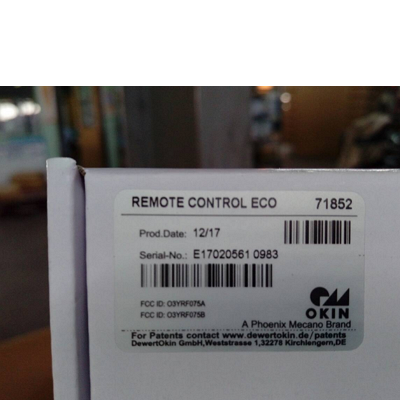 REMOTE CONTROL ECO 71852
Prod.Date: 12/17
Serial-No.: E17020561 0983
FCC ID: O3YRF075A
FCC ID: O3YRF075B
OKIN
A Phoenix Mecano Brand
For Patents contact www.dewertokin.de/patents
DewertOkin GmbH,Weststrasse 1,32278 Kirchlengern,DE